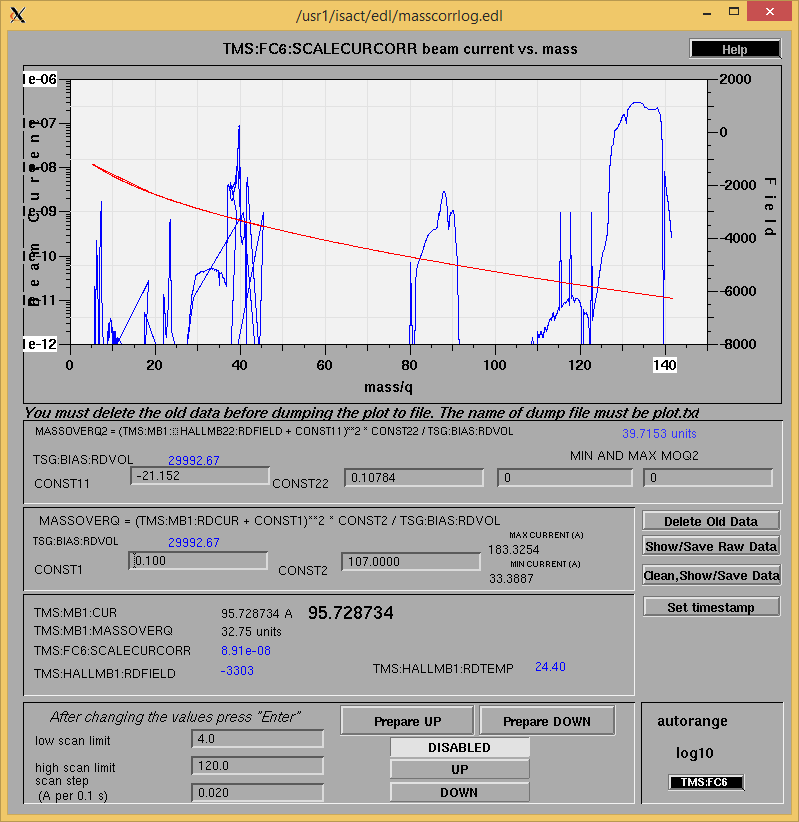 /usr1/isact/edl/masscorrlog.edl
TMS:FC6:SCALECURCORR beam current vs. mass
Help
1e-06
1e-07
1e-08
1e-09
1e-10
1e-11
1e-12
Beam Current
2000
0
-2000
-4000
-6000
-8000
Field
0 20 40 60 80 100 120 140
mass/q
You must delete the old data before dumping the plot to file. The name of dump file must be plot.txt
MASSOVERQ2 = (TMS:MB1: HALLMB22:RDFIELD + CONST11)**2 * CONST22 / TSG:BIAS:RDVOL
39.7153 units
TSG:BIAS:RDVOL 29992.67
MIN AND MAX MOQ2
CONST11 -21.152 CONST22 0.10784 0 0
MASSOVERQ = (TMS:MB1:RDCUR + CONST1)**2 * CONST2 / TSG:BIAS:RDVOL
TSG:BIAS:RDVOL 29992.67
MAX CURRENT (A)
183.3254
CONST1 0.100 CONST2 107.0000
MIN CURRENT (A)
33.3887
Delete Old Data
Show/Save Raw Data
Clean,Show/Save Data
Set timestamp
TMS:MB1:CUR 95.728734 A 95.728734
TMS:MB1:MASSOVERQ 32.75 units
TMS:FC6:SCALECURCORR 8.91e-08
TMS:HALLMB1:RDFIELD -3303
TMS:HALLMB1:RDTEMP 24.40
After changing the values press "Enter"
low scan limit 4.0
high scan limit 120.0
scan step
(A per 0.1 s) 0.020
Prepare UP Prepare DOWN
DISABLED
UP
DOWN
autorange
log10
TMS:FC6